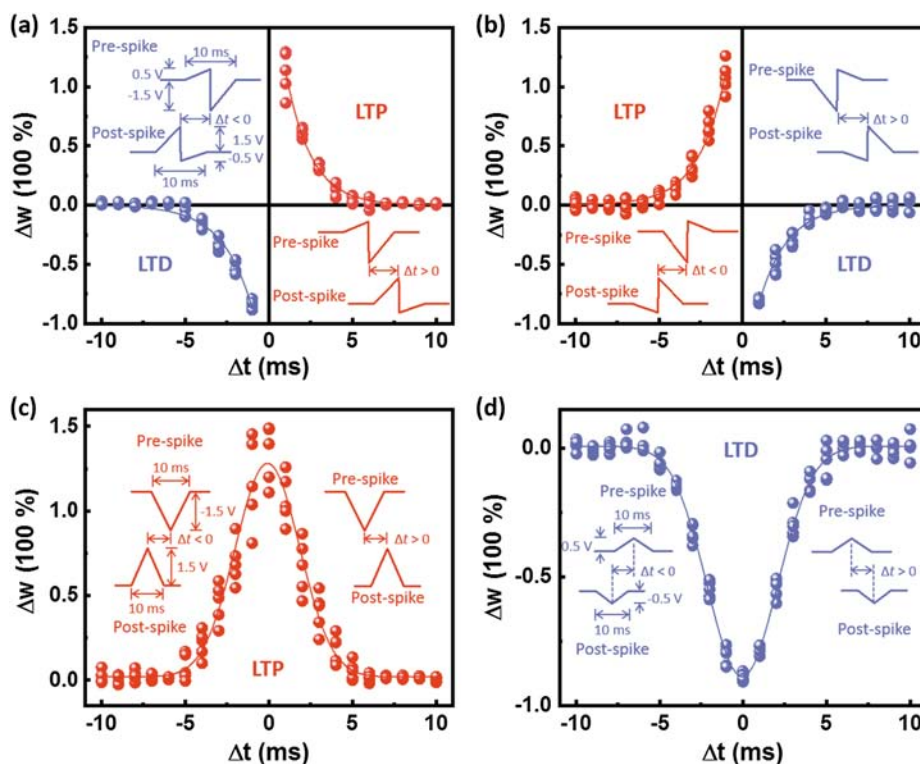 (a)
1.5
1.0
0.5
0.0
-0.5
-1.0
Δw (100 %)
Pre-spike
10 ms
0.5 V
-1.5 V
Δt < 0
Post-spike
1.5 V
-0.5 V
10 ms
LTP
LTD
Pre-spike
Δt > 0
Post-spike
-10
-5
0
5
10
Δt (ms)
(b)
1.5
1.0
0.5
0.0
-0.5
-1.0
Δw (100 %)
LTP
Pre-spike
Δt > 0
Post-spike
Pre-spike
Δt < 0
Post-spike
LTD
-10
-5
0
5
10
Δt (ms)
(c)
1.5
1.0
0.5
0.0
Δw (100 %)
Pre-spike
10 ms
-1.5 V
Δt < 0
1.5 V
10 ms
Post-spike
Pre-spike
Δt > 0
Post-spike
LTP
-10
-5
0
5
10
Δt (ms)
(d)
0.0
-0.5
-1.0
Δw (100 %)
LTD
Pre-spike
10 ms
0.5 V
Δt < 0
-0.5 V
10 ms
Post-spike
Pre-spike
Δt > 0
Post-spike
-10
-5
0
5
10
Δt (ms)